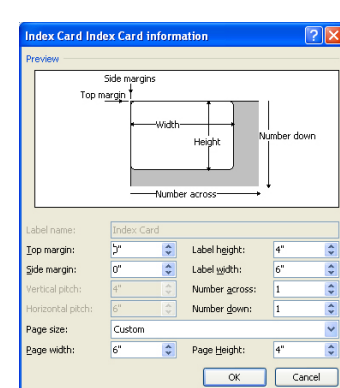 Index Card Index Card information
Preview
Side margins
Top margin
Width
Height
Number down
Number across
Label name: Index Card
Top margin: 0" Label height: 4"
Side margin: 0" Label width: 6"
Vertical pitch: 4" Number across: 1
Horizontal pitch: 6" Number down: 1
Page size: Custom
Page width: 6" Page Height: 4"
OK Cancel